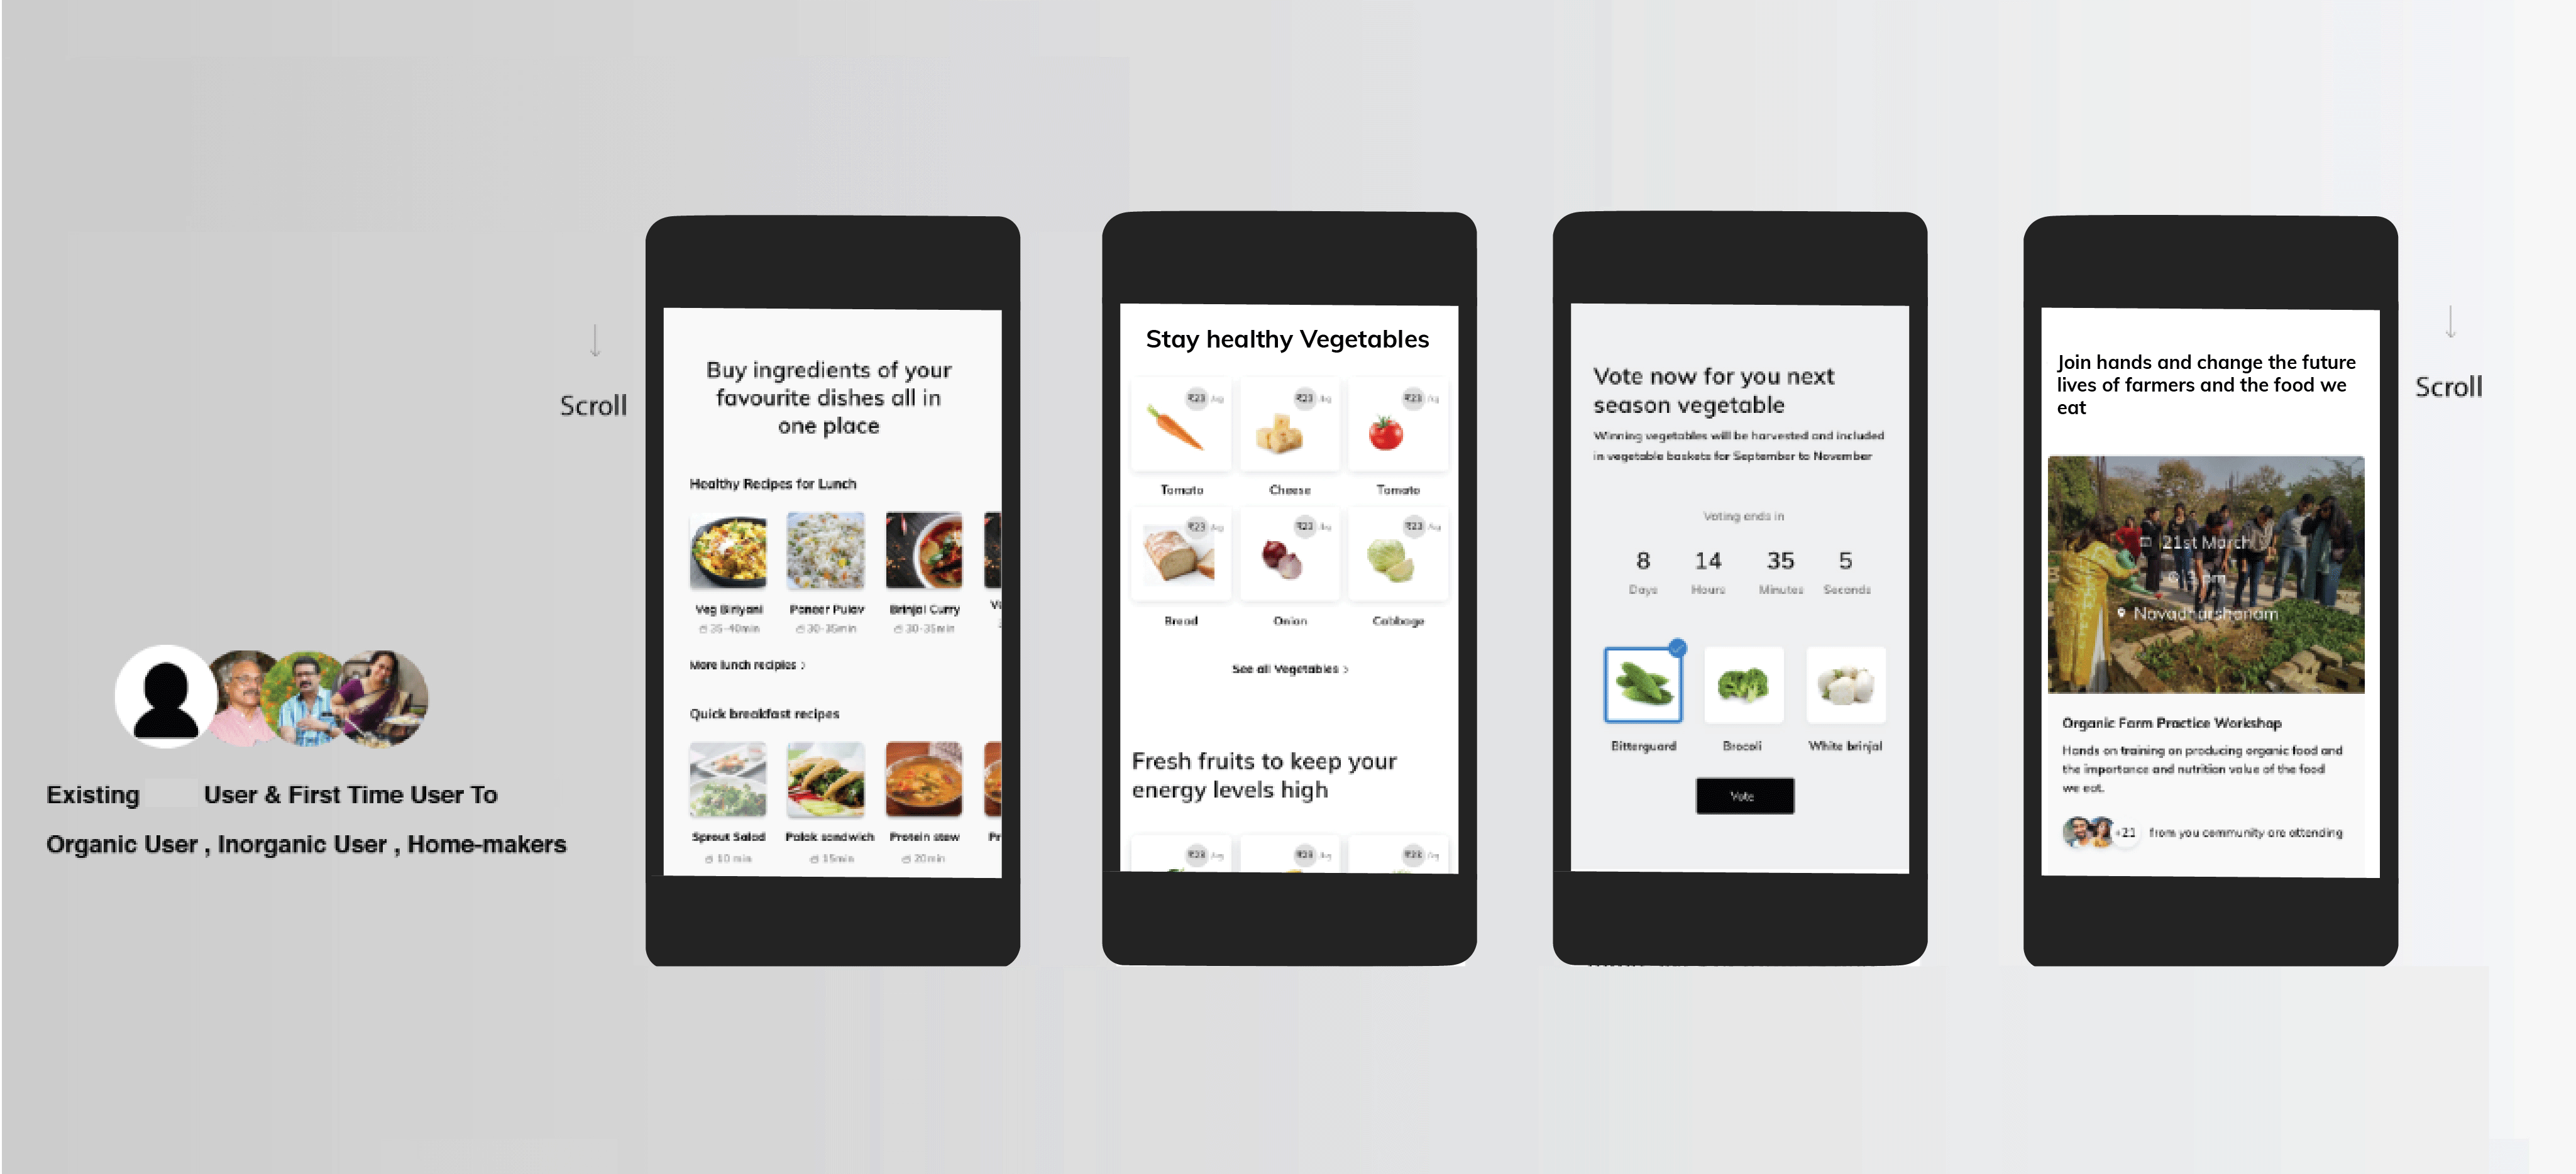 Scroll
Existing User & First Time User To
Organic User , Inorganic User , Home-makers
Buy ingredients of your
favourite dishes all in
one place
Healthy Recipes for Lunch
Veg Biriyani Paneer Pulav Brinjal Curry
35-40min 30-35min 30-35min
More lunch recipies >
Quick breakfast recipes
Sprout Salad Palak sandwich Protein stew Pr
10 min 15min 20min
Stay healthy Vegetables
₹23 /kg ₹23 /kg ₹23 /kg
Tomato Cheese Tomato
₹23 /kg ₹23 /kg ₹23 /kg
Bread Onion Cabbage
See all Vegetables >
Fresh fruits to keep your
energy levels high
₹23 /kg ₹23 /kg ₹23 /kg
Vote now for you next
season vegetable
Winning vegetables will be harvested and included
in vegetable baskets for September to November
Voting ends in
8 14 35 5
Days Hours Minutes Seconds
Bitterguard Brocoli White brinjal
Vote
Join hands and change the future
lives of farmers and the food we
eat
21st March
3 pm
Navadharshanam
Organic Farm Practice Workshop
Hands on training on producing organic food and
the importance and nutrition value of the food
we eat.
+21 from you community are attending
Scroll